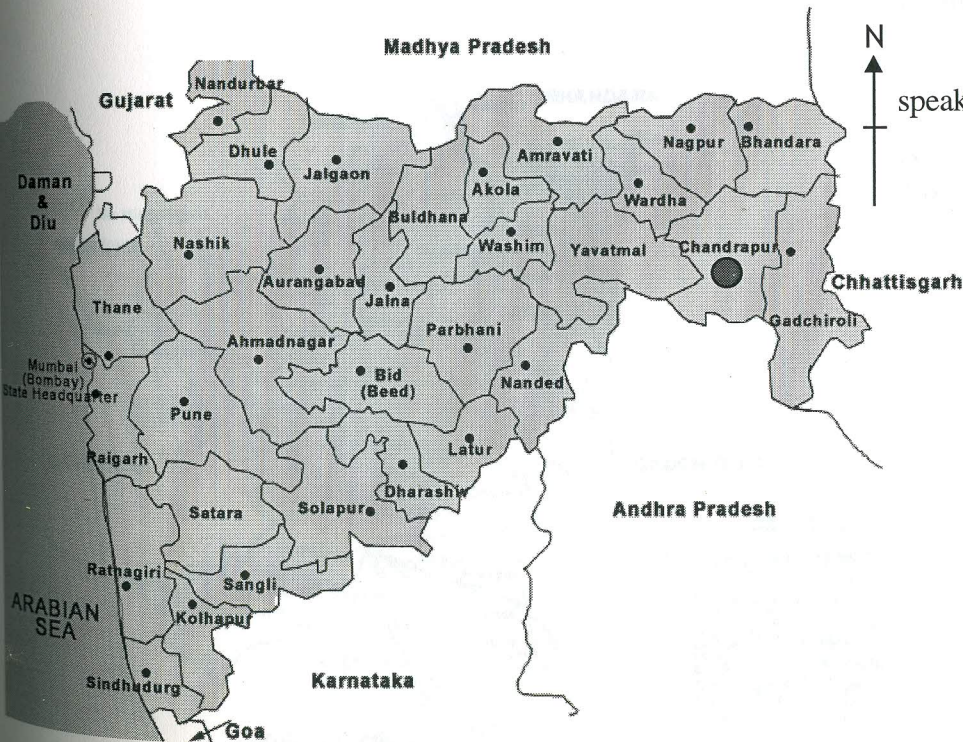 Madhya Pradesh
N
Nandurbar
Gujarat
speak
Nagpur
Bhandara
Amravati
Dhule
Jalgaon
Akola
Daman
&
Diu
Wardha
Buldhana
Nashik
Washim
Yavatmal
Chandrapur
Aurangabad
Chhattisgarh
Jalna
Thane
Gadchiroli
Parbhani
Ahmadnagar
Mumbai
(Bombay)
State Headquarter
Bid
(Beed)
Nanded
Pune
Latur
Raigarh
Dharashiv
Solapur
Satara
Andhra Pradesh
Ratnagiri
Sangli
ARABIAN
SEA
Kolhapur
Sindhudurg
Karnataka
Goa